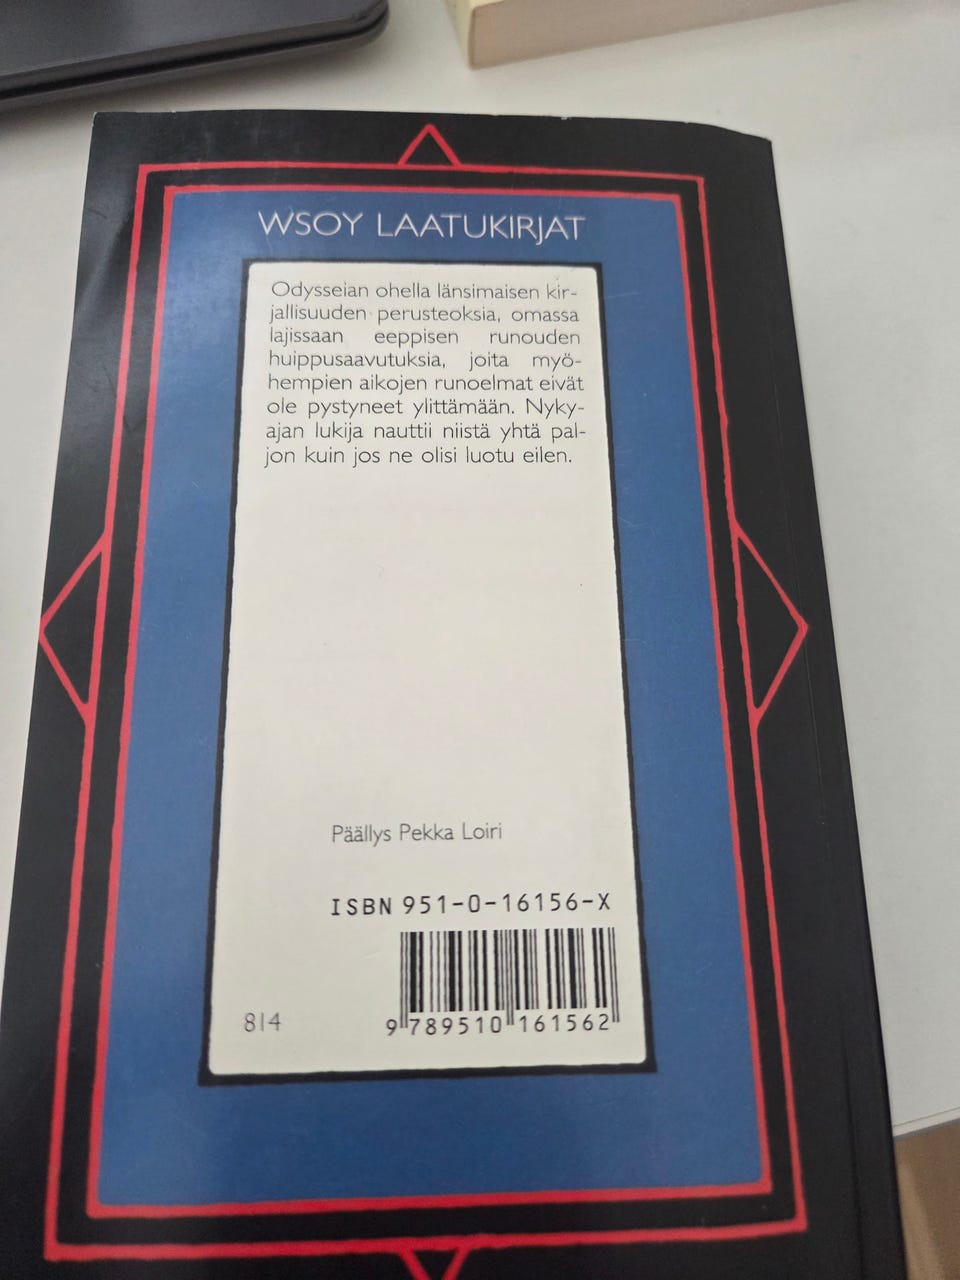 WSOY LAATUKIRJAT
Odysseian ohella länsimaisen kir-
jallisuuden perusteoksia, omassa
lajissaan eeppisen runouden
huippusaavutuksia, joita myö-
hempien aikojen runoelmat eivät
ole pystyneet ylittämään. Nyky-
ajan lukija nauttii niistä yhtä pal-
jon kuin jos ne olisi luotu eilen.
Päällys Pekka Loiri
ISBN 951-0-16156-X
814
9 789510 161562